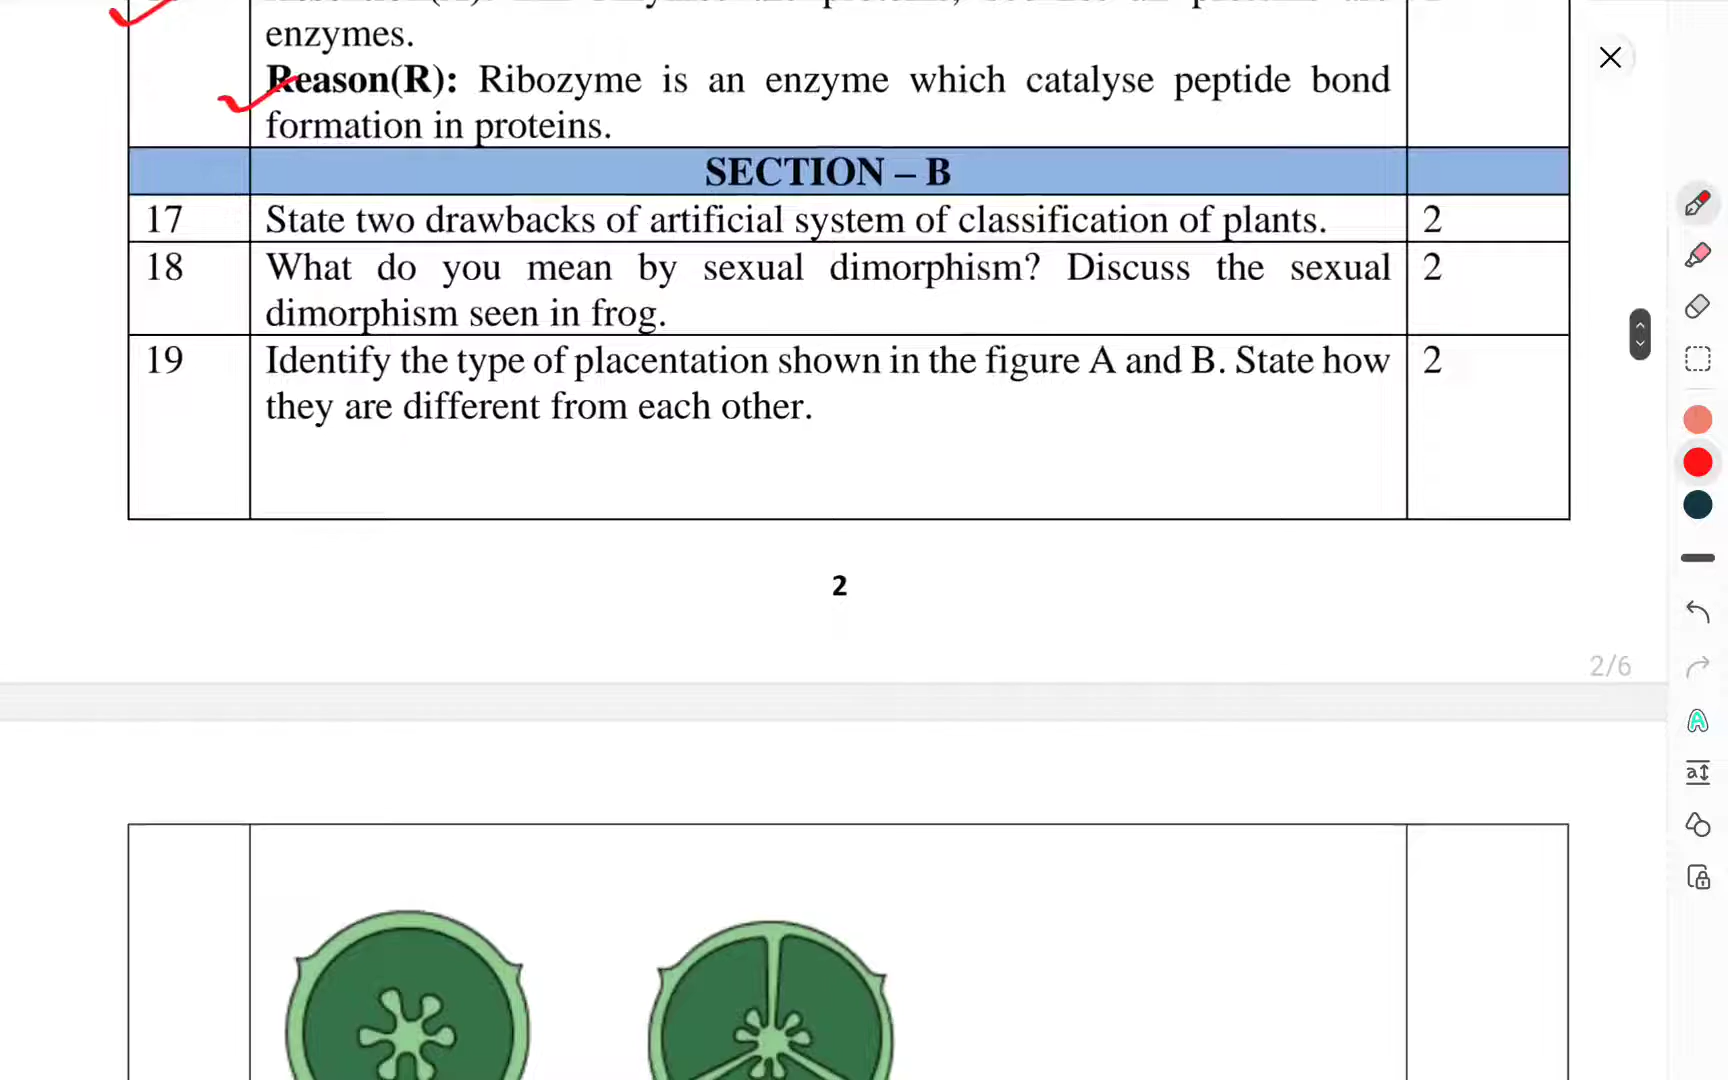 enzymes.
Reason(R): Ribozyme is an enzyme which catalyse peptide bond
formation in proteins.
SECTION – B
17 State two drawbacks of artificial system of classification of plants. 2
18 What do you mean by sexual dimorphism? Discuss the sexual 2
dimorphism seen in frog.
19 Identify the type of placentation shown in the figure A and B. State how 2
they are different from each other.
2
2/6